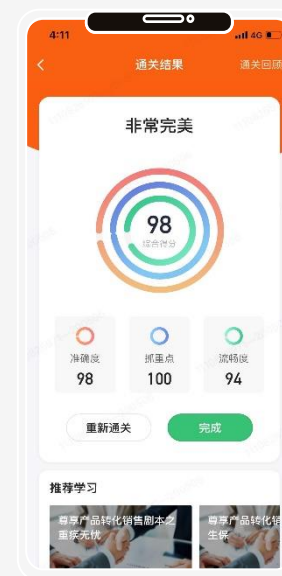 4:11
4G
通关结果
通关回顾
非常完美
98
综合得分
准确度
抓重点
流畅度
98
100
94
重新通关
完成
推荐学习
尊享产品转化销售剧本之
重疾无忧
尊享产品转化销
生保